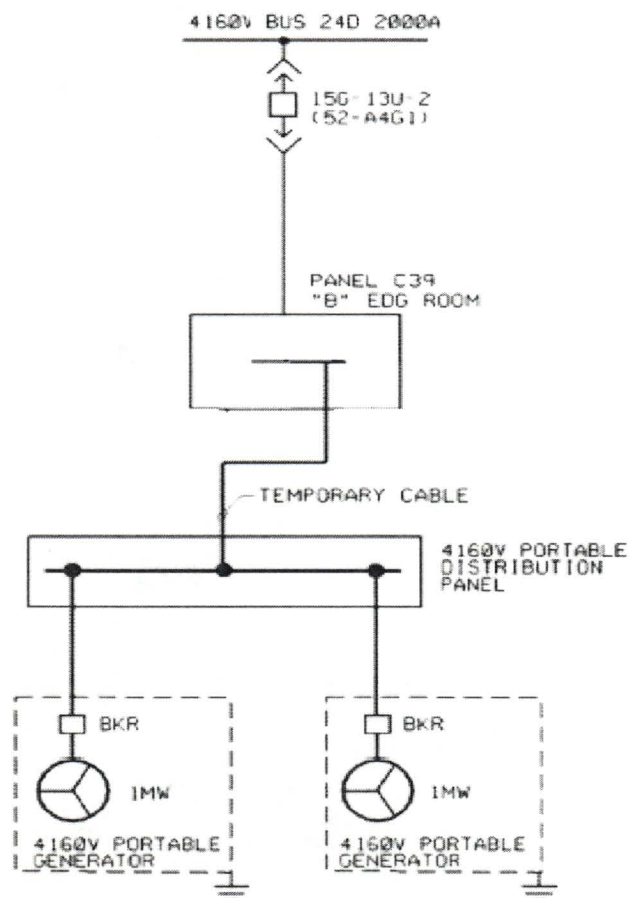 4160V BUS 24D 2000A
15G-13U-2
(52-A4G1)
PANEL C39
"B" EDG ROOM
TEMPORARY CABLE
4160V PORTABLE
DISTRIBUTION
PANEL
BKR
BKR
1MW
1MW
4160V PORTABLE
GENERATOR
4160V PORTABLE
GENERATOR